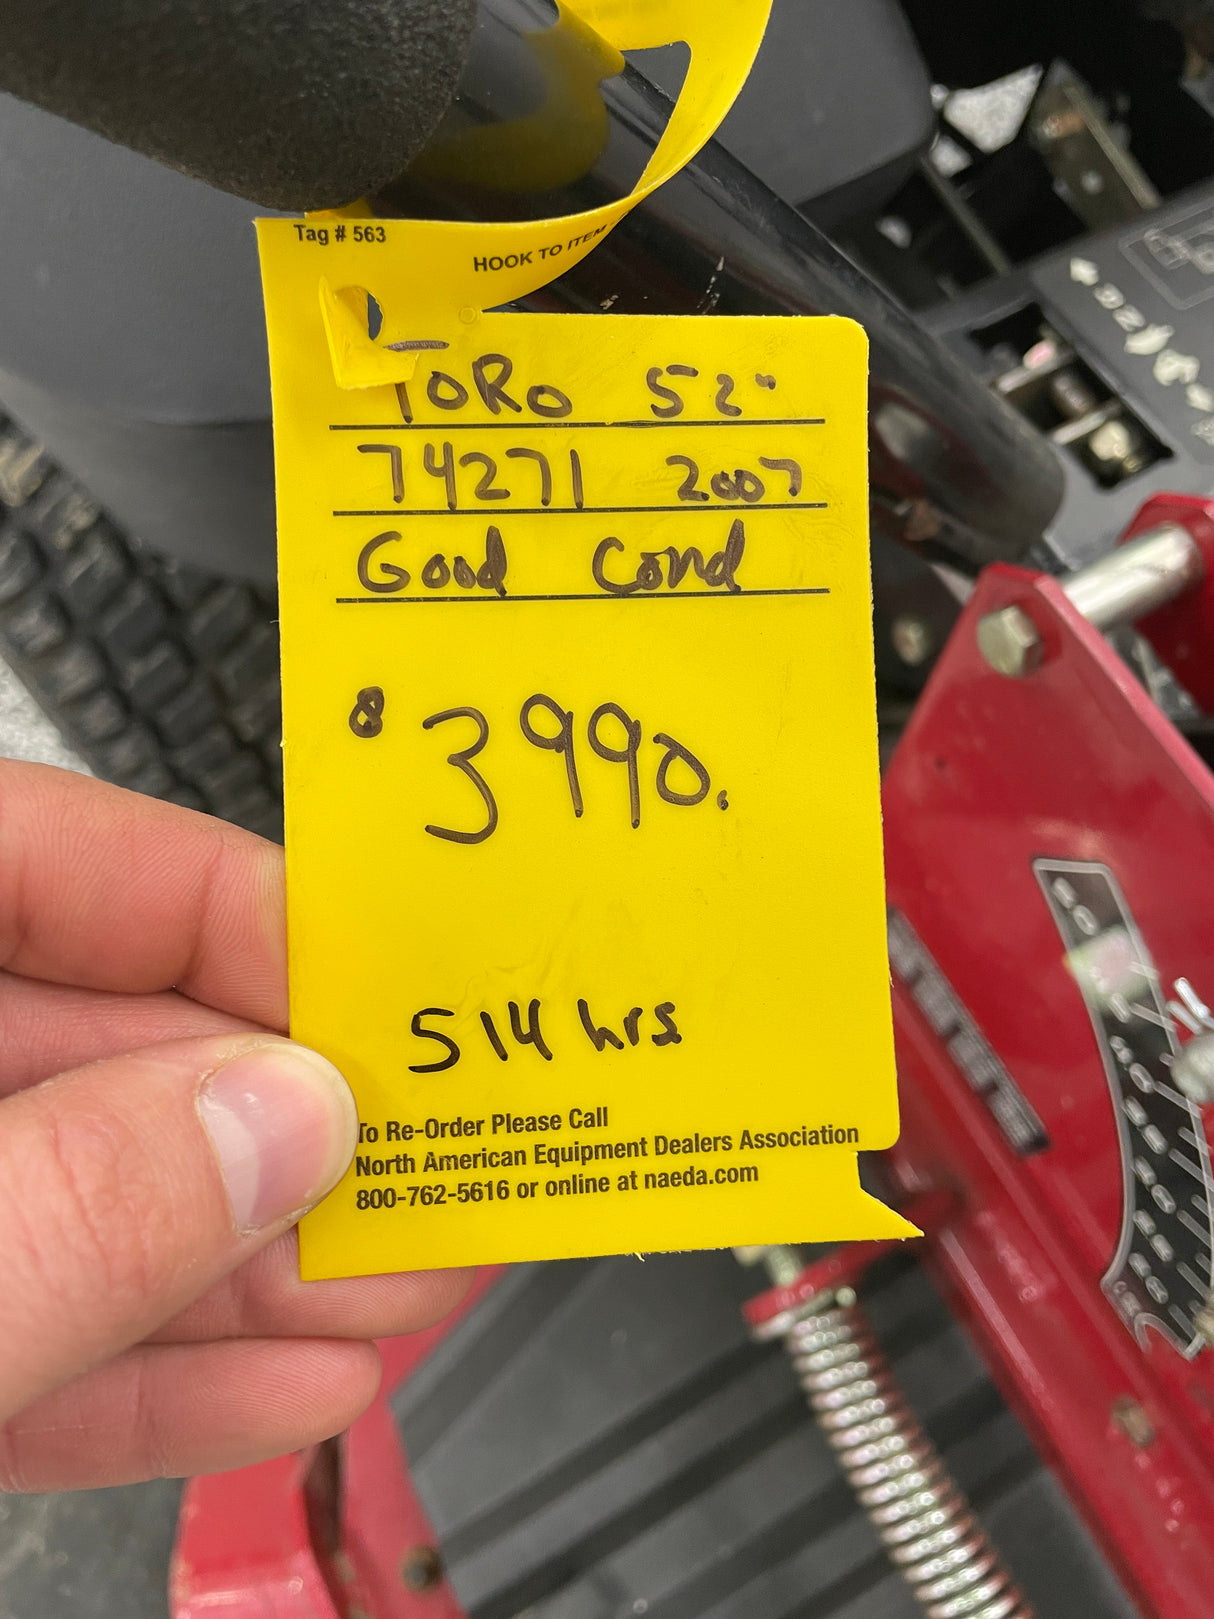 Tag # 563
HOOK TO ITEM
TORO 52"
74271 2007
Good Cond
$3990.
514 hrs
To Re-Order Please Call
North American Equipment Dealers Association
800-762-5616 or online at naeda.com